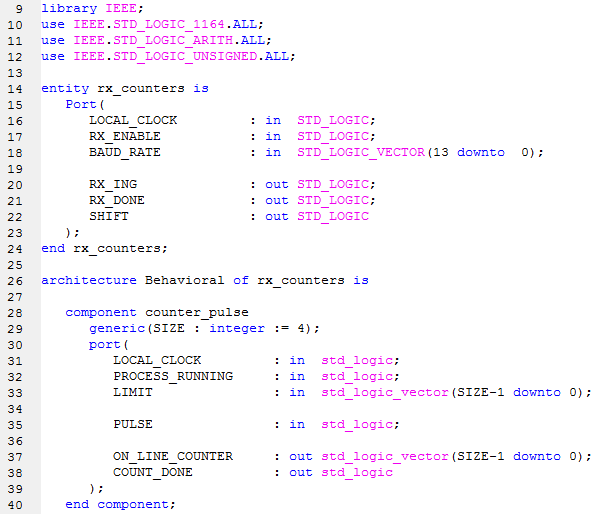 9 library IEEE;
10 use IEEE.STD_LOGIC_1164.ALL;
11 use IEEE.STD_LOGIC_ARITH.ALL;
12 use IEEE.STD_LOGIC_UNSIGNED.ALL;
13
14 entity rx_counters is
15    Port(
16       LOCAL_CLOCK         : in  STD_LOGIC;
17       RX_ENABLE           : in  STD_LOGIC;
18       BAUD_RATE           : in  STD_LOGIC_VECTOR(13 downto  0);
19
20       RX_ING              : out STD_LOGIC;
21       RX_DONE             : out STD_LOGIC;
22       SHIFT               : out STD_LOGIC
23    );
24 end rx_counters;
25
26 architecture Behavioral of rx_counters is
27
28    component counter_pulse
29       generic(SIZE : integer := 4);
30       port(
31          LOCAL_CLOCK         : in  std_logic;
32          PROCESS_RUNNING     : in  std_logic;
33          LIMIT               : in  std_logic_vector(SIZE-1 downto 0);
34
35          PULSE               : in  std_logic;
36
37          ON_LINE_COUNTER     : out std_logic_vector(SIZE-1 downto 0);
38          COUNT_DONE          : out std_logic
39       );
40    end component;